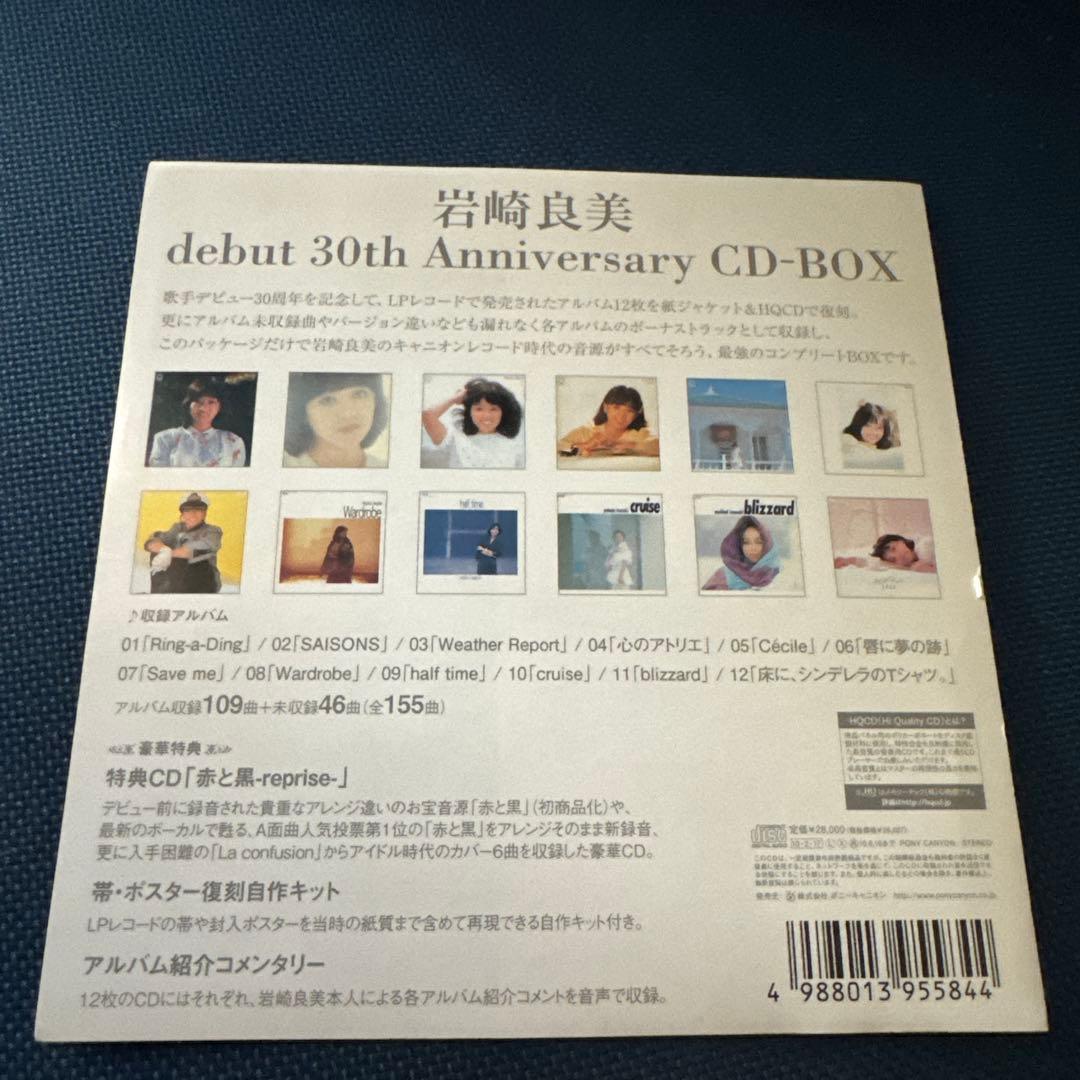 岩崎良美
debut 30th Anniversary CD-BOX
歌手デビュー30周年を記念して、LPレコードで発売されたアルバム12枚を紙ジャケット&HQCDで復刻。
更にアルバム未収録曲やバージョン違いなども漏れなく各アルバムのボーナストラックとして収録し、
このパッケージだけで岩崎良美のキャニオンレコード時代の音源がすべてそろう、最強のコンプリートBOXです。
Wardrobe
half time
cruise
blizzard
♪収録アルバム
01「Ring-a-Ding」 / 02「SAISONS」 / 03「Weather Report」 / 04「心のアトリエ」 / 05「Cécile」 / 06「唇に夢の跡」
07「Save me」 / 08「Wardrobe」 / 09「half time」 / 10「cruise」 / 11「blizzard」 / 12「床に、シンデレラのTシャツ。」
アルバム収録109曲+未収録46曲(全155曲)
豪華特典
特典CD「赤と黒-reprise-」
デビュー前に録音された貴重なアレンジ違いのお宝音源「赤と黒」(初商品化)や、
最新のボーカルで甦る、A面曲人気投票第1位の「赤と黒」をアレンジそのまま新録音、
更に入手困難の「La confusion」からアイドル時代のカバー6曲を収録した豪華CD。
帯・ポスター復刻自作キット
LPレコードの帯や封入ポスターを当時の紙質まで含めて再現できる自作キット付き。
アルバム紹介コメンタリー
12枚のCDにはそれぞれ、岩崎良美本人による各アルバム紹介コメントを音声で収録。
HQCD(Hi Quality CD)とは?
定価¥28,000
PONY CANYON STEREO
発売元 株式会社 ポニーキャニオン http://www.ponycanyon.co.jp
4 988013 955844